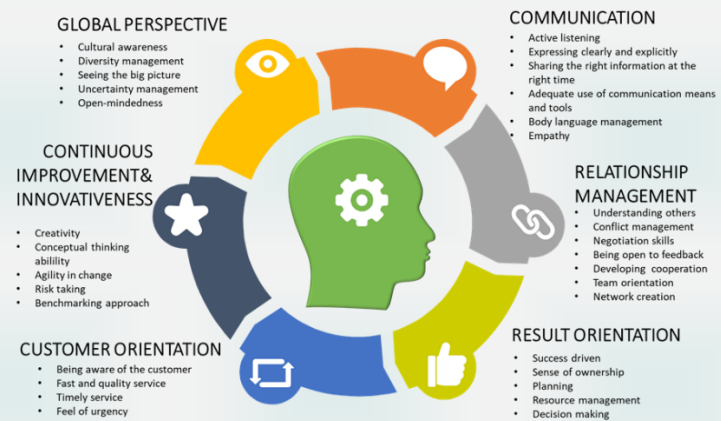 GLOBAL PERSPECTIVE
• Cultural awareness
• Diversity management
• Seeing the big picture
• Uncertainty management
• Open-mindedness
COMMUNICATION
• Active listening
• Expressing clearly and explicitly
• Sharing the right information at the
right time
• Adequate use of communication means
and tools
• Body language management
• Empathy
CONTINUOUS
IMPROVEMENT&
INNOVATIVENESS
• Creativity
• Conceptual thinking
abilility
• Agility in change
• Risk taking
• Benchmarking approach
RELATIONSHIP
MANAGEMENT
• Understanding others
• Conflict management
• Negotiation skills
• Being open to feedback
• Developing cooperation
• Team orientation
• Network creation
CUSTOMER ORIENTATION
• Being aware of the customer
• Fast and quality service
• Timely service
• Feel of urgency
RESULT ORIENTATION
• Success driven
• Sense of ownership
• Planning
• Resource management
• Decision making